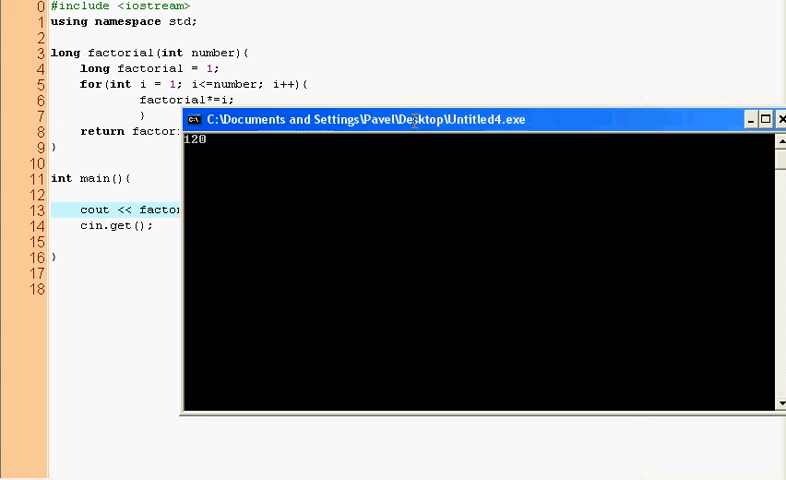 0 #include <iostream>
1 using namespace std;
2
3 long factorial(int number){
4 long factorial = 1;
5 for(int i = 1; i<=number; i++){
6 factorial*=i;
7 )
8 return factor
9 }
10
11 int main(){
12
13 cout << factor
14 cin.get();
15
16 }
17
18
C:\Documents and Settings\Pavel\Desktop\Untitled4.exe
120